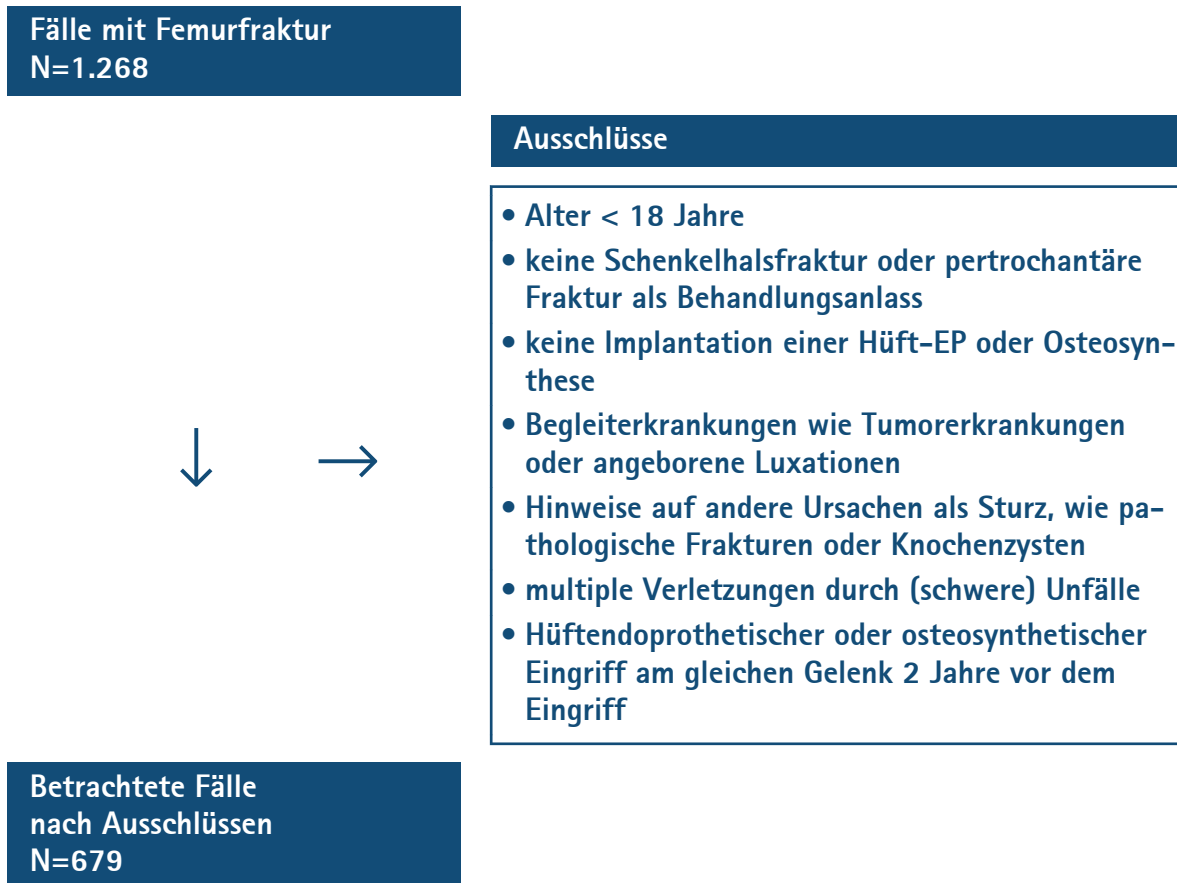 Fälle mit Femurfraktur
N=1.268
Ausschlüsse
• Alter < 18 Jahre
• keine Schenkelhalsfraktur oder pertrochantäre
Fraktur als Behandlungsanlass
• keine Implantation einer Hüft-EP oder Osteosyn-
these
• Begleiterkrankungen wie Tumorerkrankungen
oder angeborene Luxationen
• Hinweise auf andere Ursachen als Sturz, wie pa-
thologische Frakturen oder Knochenzysten
• multiple Verletzungen durch (schwere) Unfälle
• Hüftendoprothetischer oder osteosynthetischer
Eingriff am gleichen Gelenk 2 Jahre vor dem
Eingriff
Betrachtete Fälle
nach Ausschlüssen
N=679